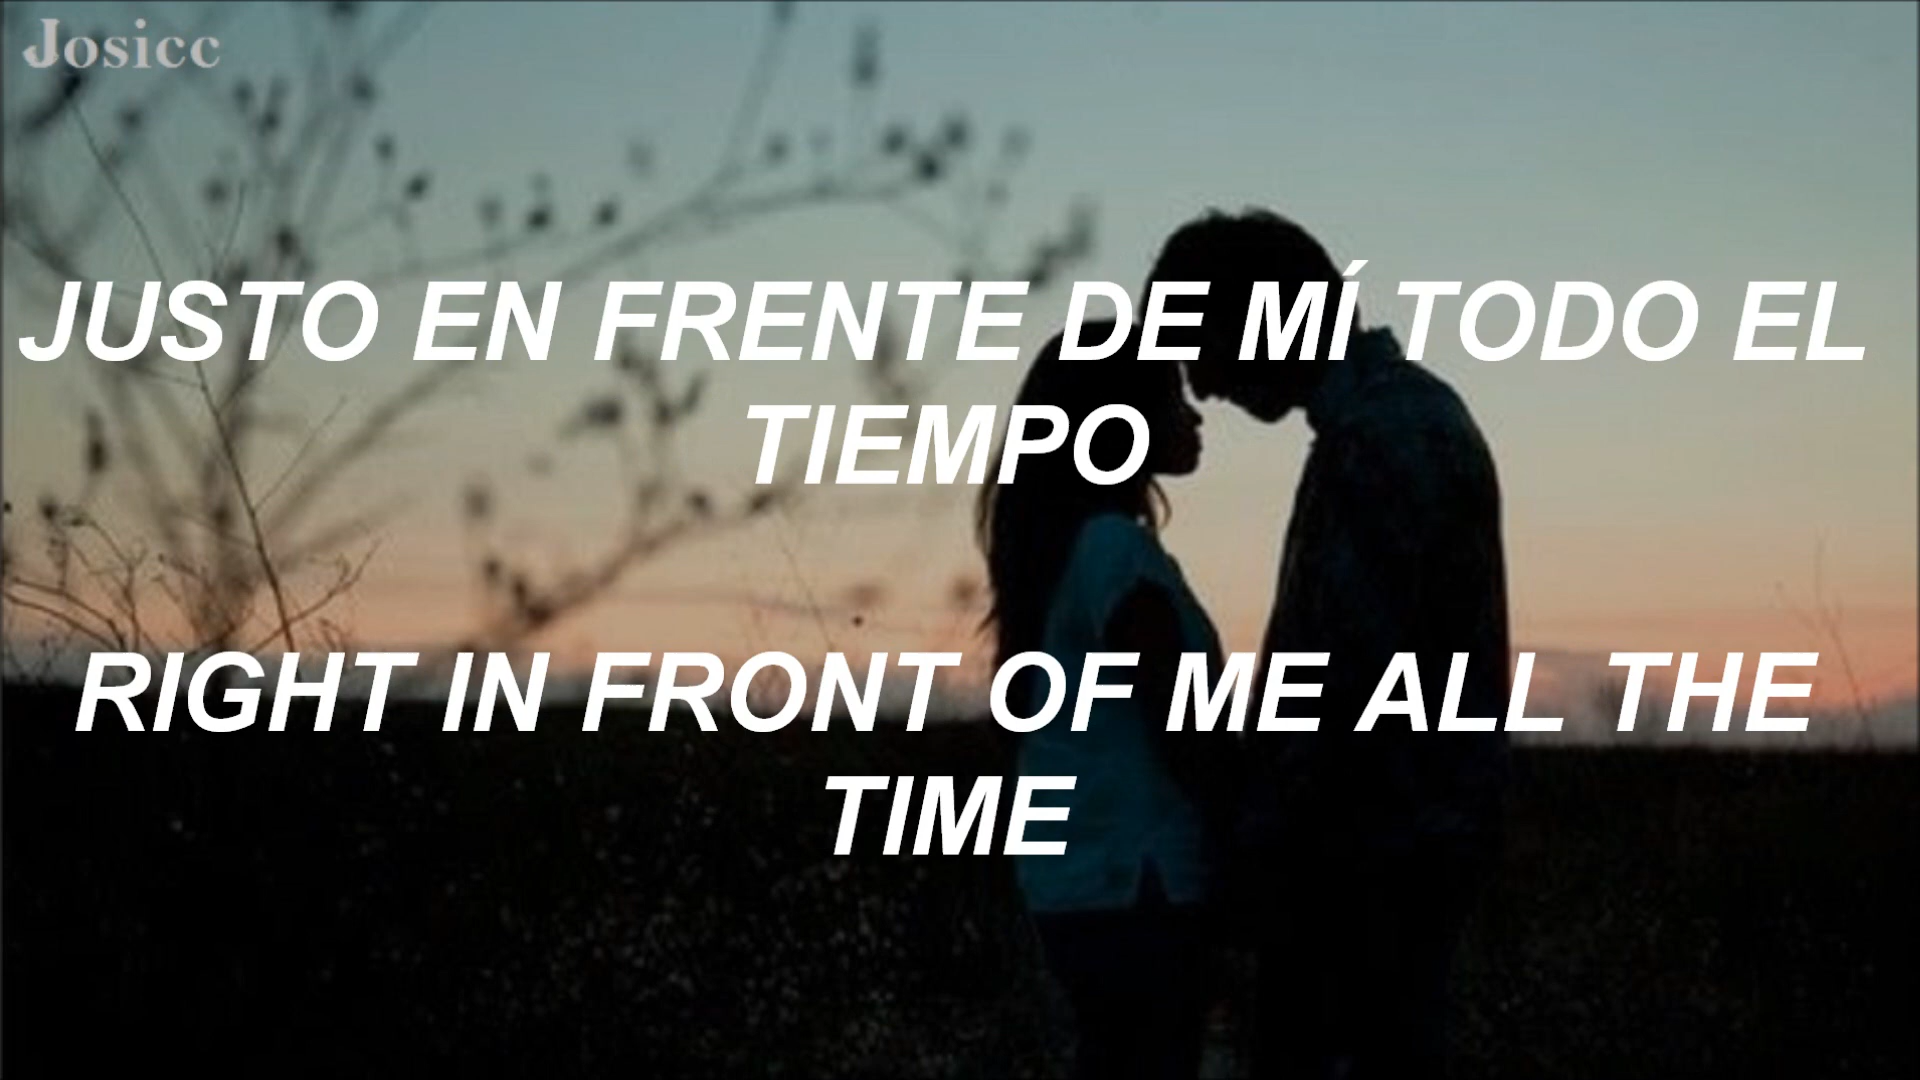 Josicc
JUSTO EN FRENTE DE MÍ TODO EL
TIEMPO
RIGHT IN FRONT OF ME ALL THE
TIME